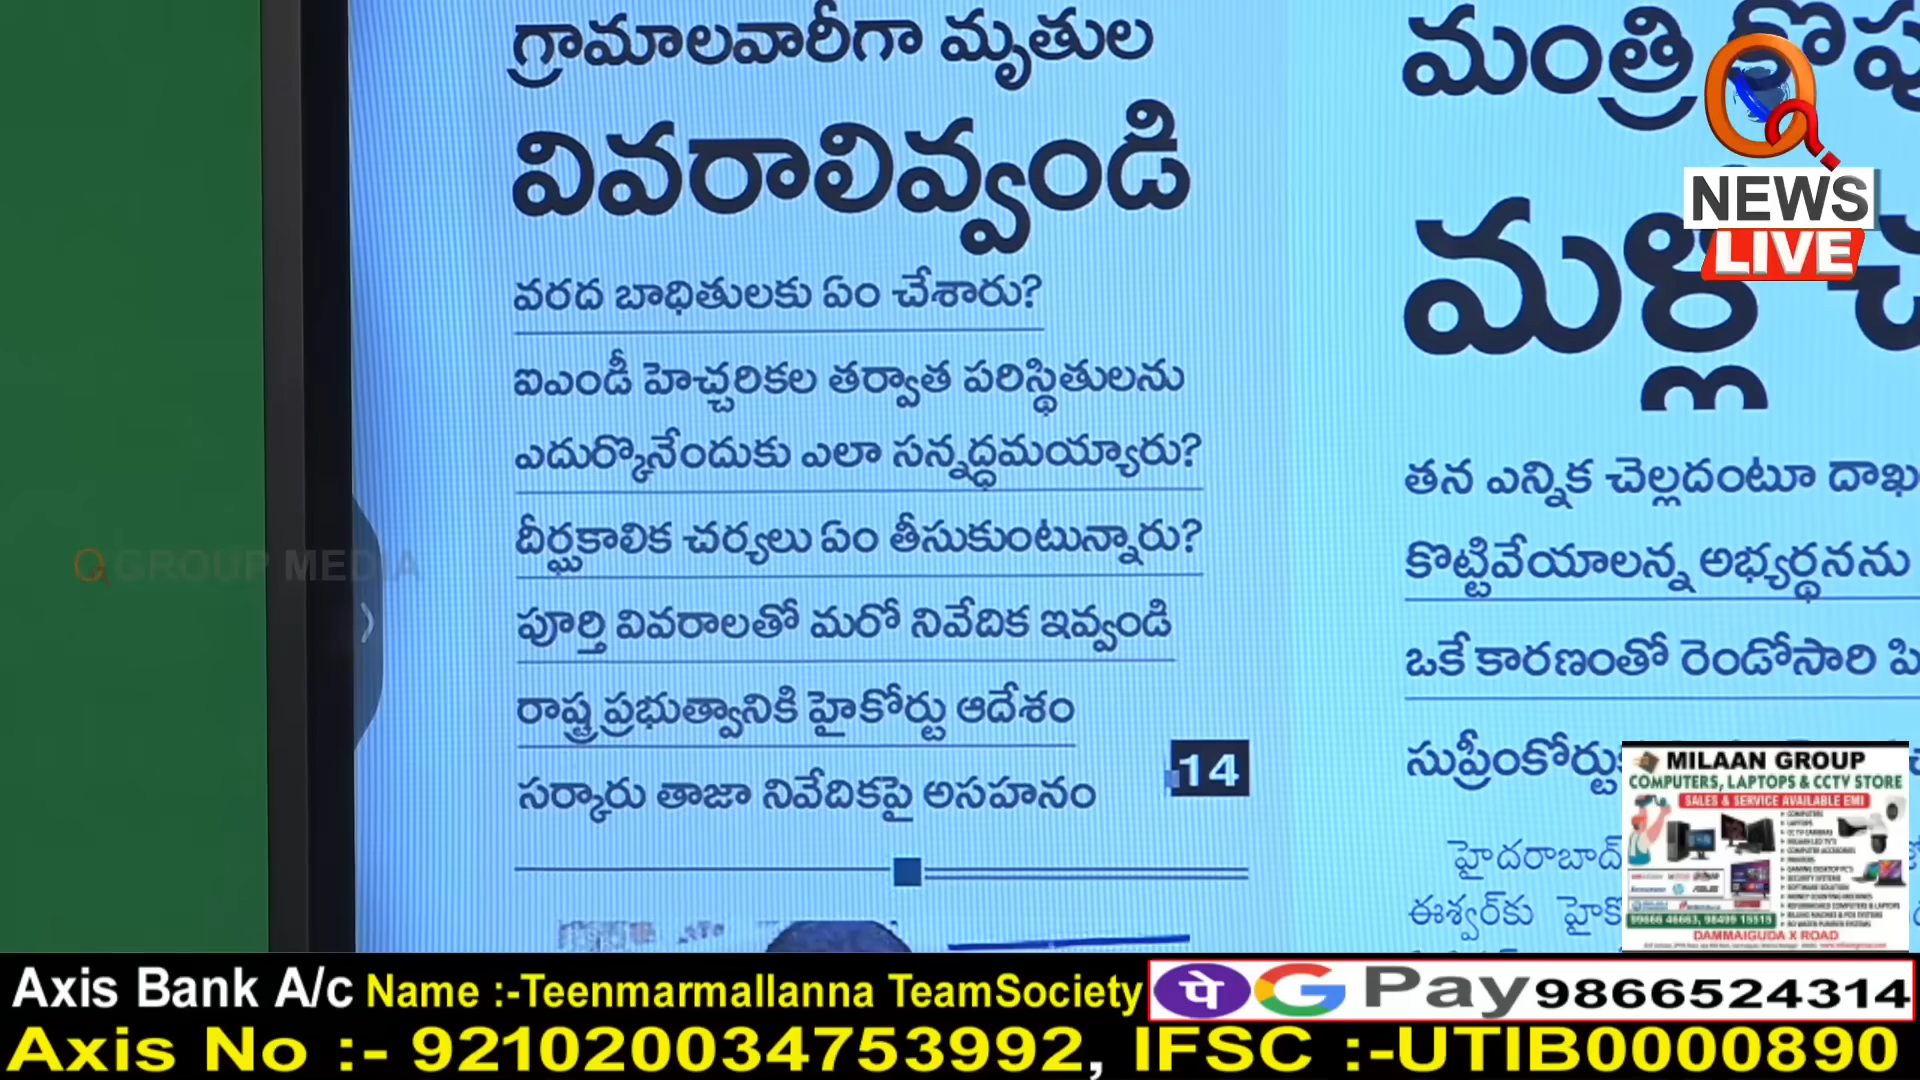 గ్రామాలవారీగా మృతుల
వివరాలివ్వండి
వరద బాధితులకు ఏం చేశారు?
ఐఎండీ హెచ్చరికల తర్వాత పరిస్థితులను
ఎదుర్కొనేందుకు ఎలా సన్నద్ధమయ్యారు?
దీర్ఘకాలిక చర్యలు ఏం తీసుకుంటున్నారు?
పూర్తి వివరాలతో మరో నివేదిక ఇవ్వండి
రాష్ట్ర ప్రభుత్వానికి హైకోర్టు ఆదేశం
సర్కారు తాజా నివేదికపై అసహనం
14
మంత్రి
తన ఎన్నిక చెల్లదంటూ
కొట్టివేయాలన్న అభ్యర్థనను
ఒకే కారణంతో రెండోసారి
హైదరాబాద్
ఈశ్వర్‌కు
Q
NEWS
LIVE
Q GROUP MEDIA
MILAAN GROUP
COMPUTERS, LAPTOPS & CCTV STORE
SALES & SERVICE AVAILABLE EMI
DAMMAIGUDA X ROAD
Axis Bank A/c Name :-Teenmarmallanna TeamSociety पे G Pay 9866524314
Axis No :- 921020034753992, IFSC :-UTIB0000890